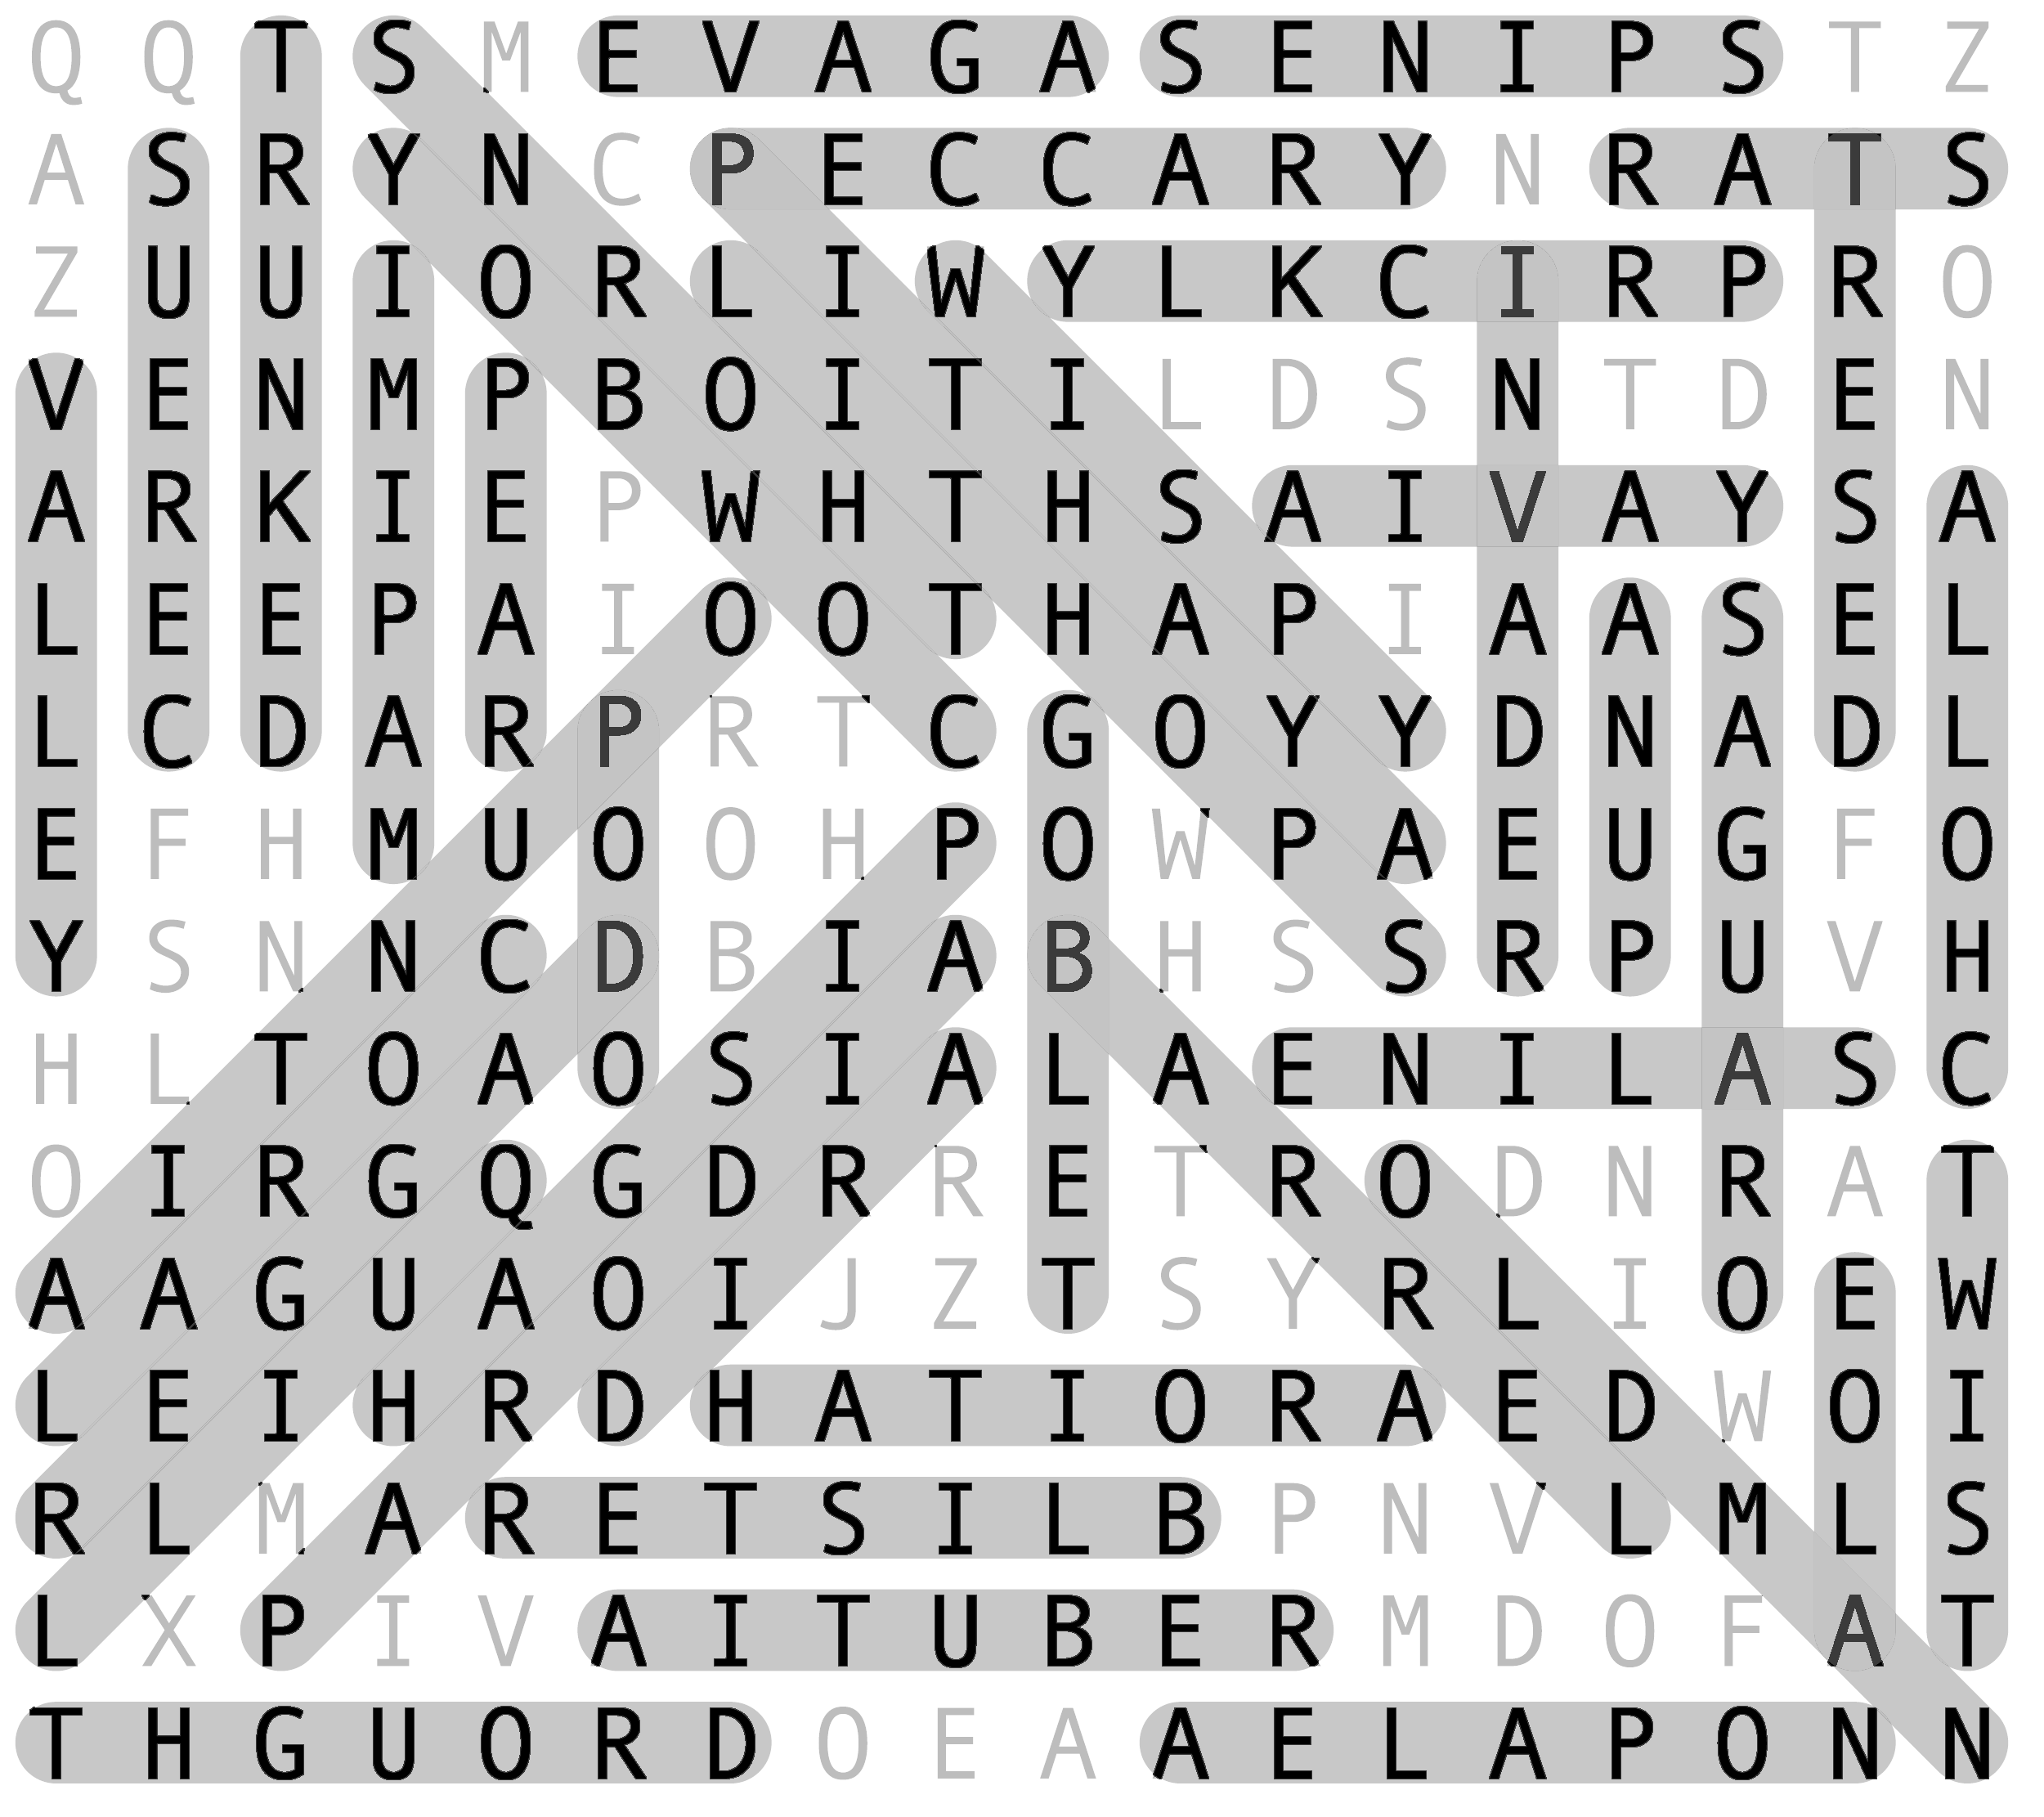 Q Q T S M E V A G A S E N I P S T Z
A S R Y N C P E C C A R Y N R A T S
Z U U I O R L I W Y L K C I R P R O
V E N M P B O I T I L D S N T D E N
A R K I E P W H T H S A I V A Y S A
L E E P A I O O T H A P I A A S E L
L C D A R P R T C G O Y Y D N A D L
E F H M U O O H P O W P A E U G F O
Y S N N C D B I A B H S S R P U V H
H L T O A O S I A L A E N I L A S C
O I R G Q G D R R E T R O D N R A T
A A G U A O I J Z T S Y R L I O E W
L E I H R D H A T I O R A E D W O I
R L M A R E T S I L B P N V L M L S
L X P I V A I T U B E R M D O F A T
T H G U O R D O E A A E L A P O N N